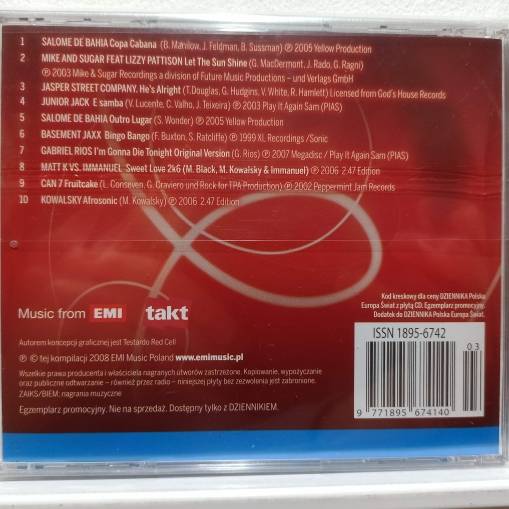 1 SALOME DE BAHIA Copa Cabana (B. Manilow, J. Feldman, B. Sussman) ℗ 2005 Yellow Production
2 MIKE AND SUGAR FEAT LIZZY PATTISON Let The Sun Shine (G. MacDermont, J. Rado, G. Ragni)
℗ 2003 Mike & Sugar Recordings a division of Future Music Productions – und Verlags GmbH
3 JASPER STREET COMPANY. He's Alright (T.Douglas, G. Hudgins, V. White, R. Hamlett) Licensed from God's House Records
4 JUNIOR JACK E samba (V. Lucente, C. Valho, J. Teixeira) ℗ 2003 Play It Again Sam (PIAS)
5 SALOME DE BAHIA Outro Lugar (S. Wonder) ℗ 2005 Yellow Production
6 BASEMENT JAXX Bingo Bango (F. Buxton, S. Ratcliffe) ℗ 1999 XL Recordings /Sonic
7 GABRIEL RIOS I'm Gonna Die Tonight Original Version (G. Rios) ℗ 2007 Megadisc / Play It Again Sam (PIAS)
8 MATT K VS. IMMANUEL Sweet Love 2k6 (M. Black, M. Kowalsky & Immanuel) ℗ 2006 2.47 Edition
9 CAN 7 Fruitcake (L. Conseven, G. Craviero und Rock for TPA Production) ℗ 2002 Peppermint Jam Records
10 KOWALSKY Afrosonic (M. Kowalsky) ℗ 2006 2.47 Edition
Kod kreskowy dla ceny DZIENNIKA Polska
Europa Świat z płytą CD. Egzemplarz promocyjny.
Dodatek do DZIENNIKA Polska Europa Świat.
Music from EMI takt
ISSN 1895-6742
03
Autorem koncepcji graficznej jest Testardo Red Cell
℗ © tej kompilacji 2008 EMI Music Poland www.emimusic.pl
Wszelkie prawa producenta i właściciela nagranych utworów zastrzeżone. Kopiowanie, wypożyczanie
oraz publiczne odtwarzanie – również przez radio – niniejszej płyty bez zezwolenia jest zabronione.
ZAIKS/BIEM; nagrania muzyczne
Egzemplarz promocyjny. Nie na sprzedaż. Dostępny tylko z DZIENNIKIEM.
9 771895 674140